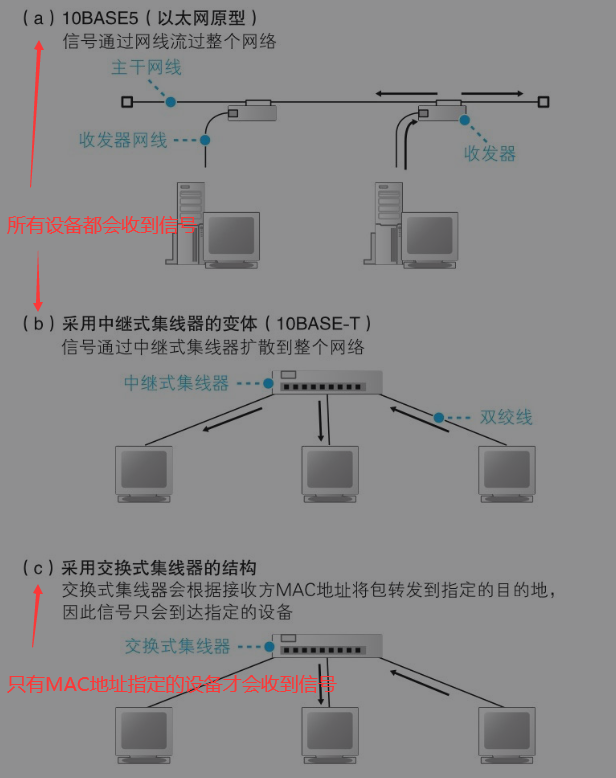 （a）10BASE5（以太网原型）
信号通过网线流过整个网络
主干网线
收发器网线
收发器
所有设备都会收到信号
（b）采用中继式集线器的变体（10BASE-T）
信号通过中继式集线器扩散到整个网络
中继式集线器
双绞线
（c）采用交换式集线器的结构
交换式集线器会根据接收方MAC地址将包转发到指定的目的地，
因此信号只会到达指定的设备
交换式集线器
只有MAC地址指定的设备才会收到信号